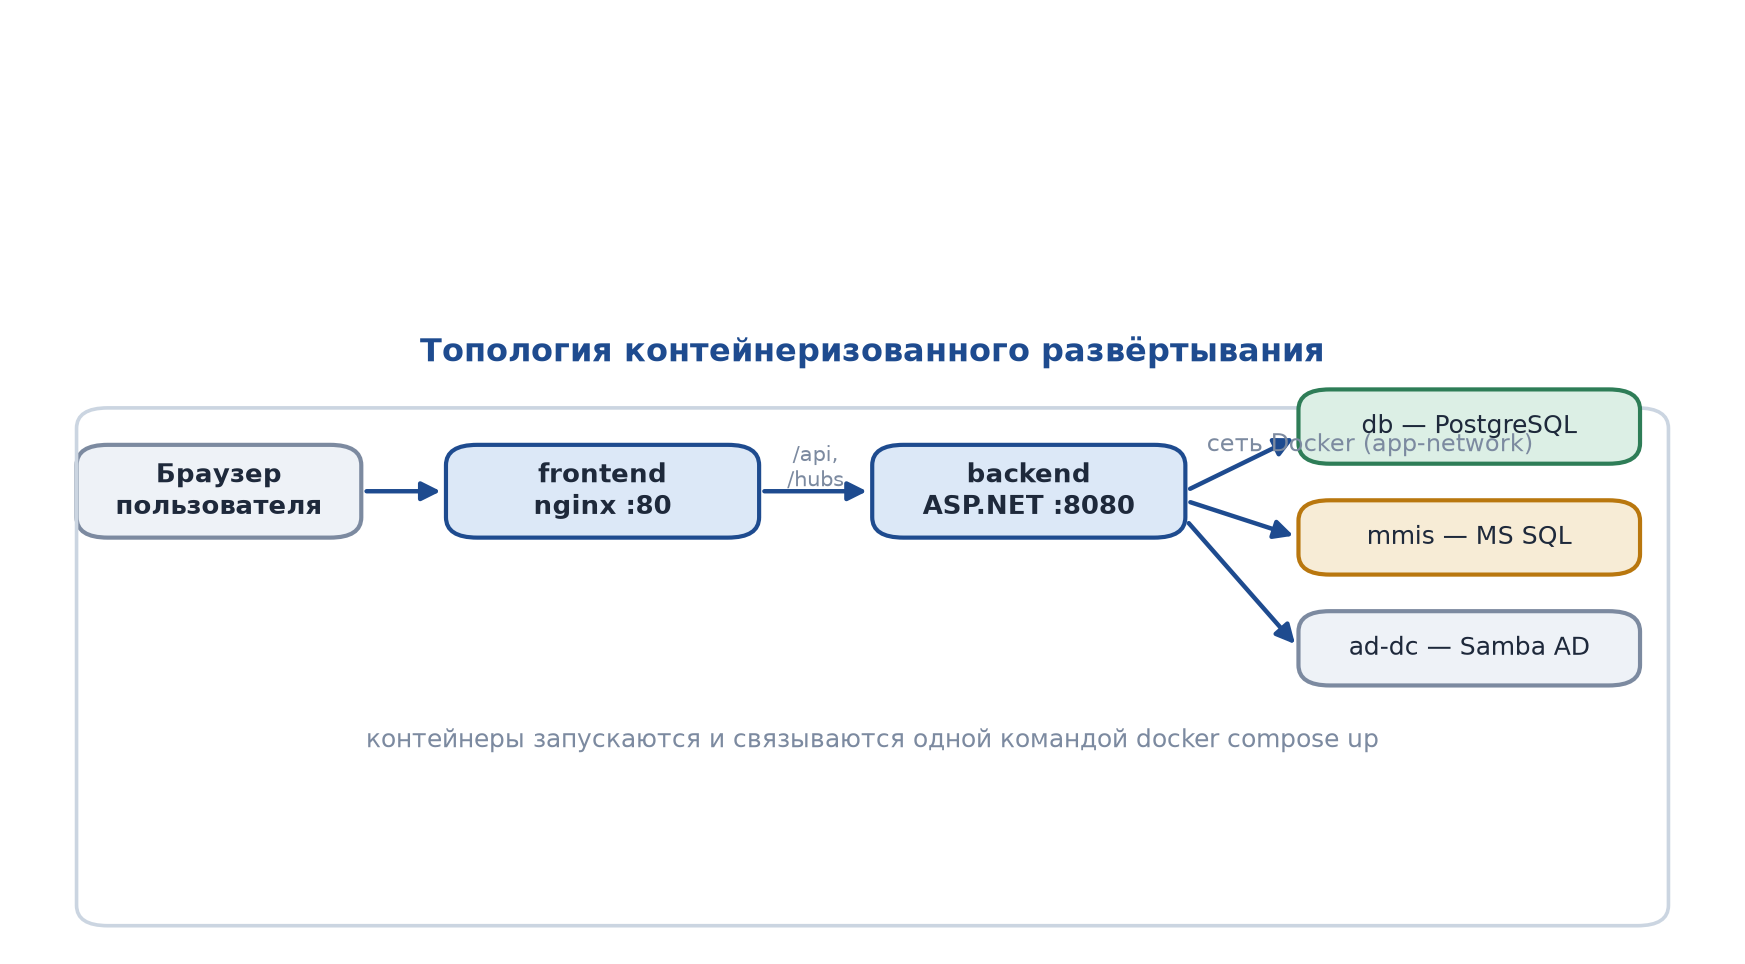 Топология контейнеризованного развёртывания
Браузер
пользователя
frontend
nginx :80
/api,
/hubs
backend
ASP.NET :8080
сеть Docker (app-network)
db — PostgreSQL
mmis — MS SQL
ad-dc — Samba AD
контейнеры запускаются и связываются одной командой docker compose up